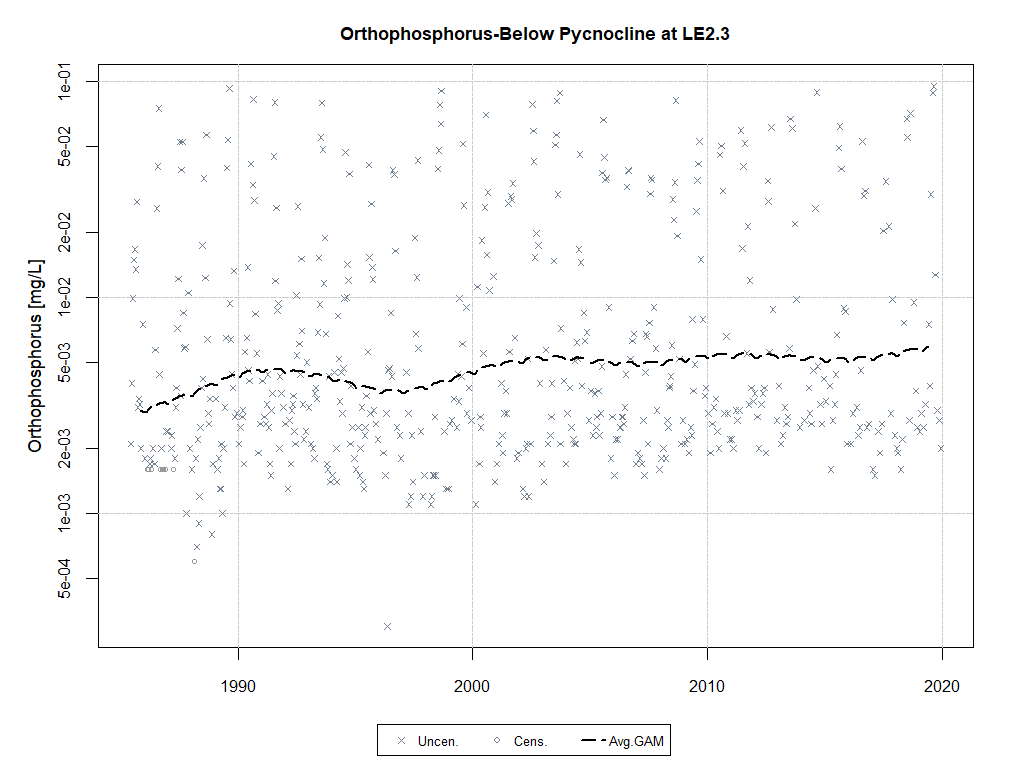 Orthophosphorus-Below Pycnocline at LE2.3
Orthophosphorus [mg/L]
1e-01
5e-02
2e-02
1e-02
5e-03
2e-03
1e-03
5e-04
1990 2000 2010 2020
Uncen. Cens. Avg.GAM